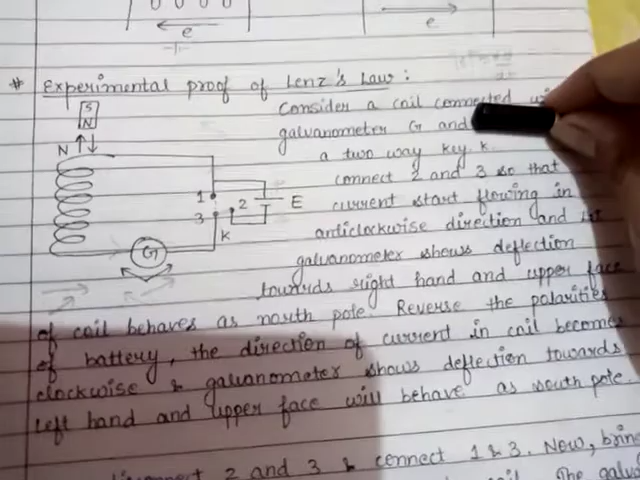 e
e
# Experimental proof of Lenz's Law:
S
N
N
1
2
3
K
E
G
Consider a coil connected
galvanometer G and
a two way key K.
connect 2 and 3 so that
current start flowing in
anticlockwise direction and
galvanometer shows deflection
towards right hand and upper face
of coil behaves as north pole. Reverse the polarities
of battery, the direction of current in coil becomes
clockwise & galvanometer shows deflection towards
left hand and upper face will behave as south pole.
2 and 3 & connect 1 & 3. Now, bring
The galva